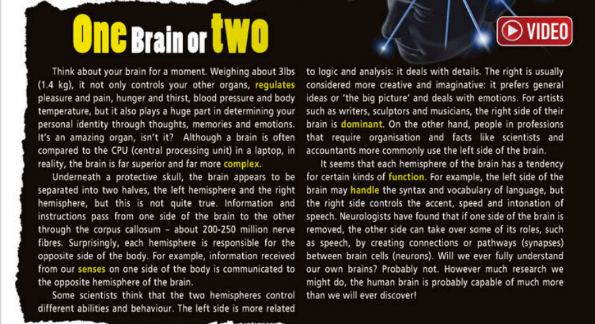 One Brain or two
VIDEO
Think about your brain for a moment. Weighing about 3lbs
(1.4 kg), it not only controls your other organs, regulates
pleasure and pain, hunger and thirst, blood pressure and body
temperature, but it also plays a huge part in determining your
personal identity through thoughts, memories and emotions.
It's an amazing organ, isn't it? Although a brain is often
compared to the CPU (central processing unit) in a laptop, in
reality, the brain is far superior and far more complex.
Underneath a protective skull, the brain appears to be
separated into two halves, the left hemisphere and the right
hemisphere, but this is not quite true. Information and
instructions pass from one side of the brain to the other
through the corpus callosum – about 200-250 million nerve
fibres. Surprisingly, each hemisphere is responsible for the
opposite side of the body. For example, information received
from our senses on one side of the body is communicated to
the opposite hemisphere of the brain.
Some scientists think that the two hemispheres control
different abilities and behaviour. The left side is more related
to logic and analysis: it deals with details. The right is usually
considered more creative and imaginative: it prefers general
ideas or 'the big picture' and deals with emotions. For artists
such as writers, sculptors and musicians, the right side of their
brain is dominant. On the other hand, people in professions
that require organisation and facts like scientists and
accountants more commonly use the left side of the brain.
It seems that each hemisphere of the brain has a tendency
for certain kinds of function. For example, the left side of the
brain may handle the syntax and vocabulary of language, but
the right side controls the accent, speed and intonation of
speech. Neurologists have found that if one side of the brain is
removed, the other side can take over some of its roles, such
as speech, by creating connections or pathways (synapses)
between brain cells (neurons). Will we ever fully understand
our own brains? Probably not. However much research we
might do, the human brain is probably capable of much more
than we will ever discover!